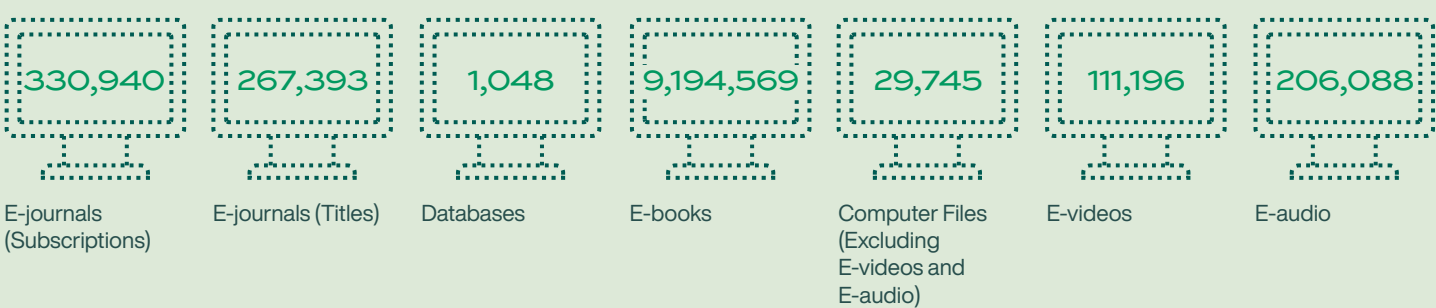 330,940
267,393
1,048
9,194,569
29,745
111,196
206,088
E-journals
(Subscriptions)
E-journals (Titles)
Databases
E-books
Computer Files
(Excluding
E-videos and
E-audio)
E-videos
E-audio